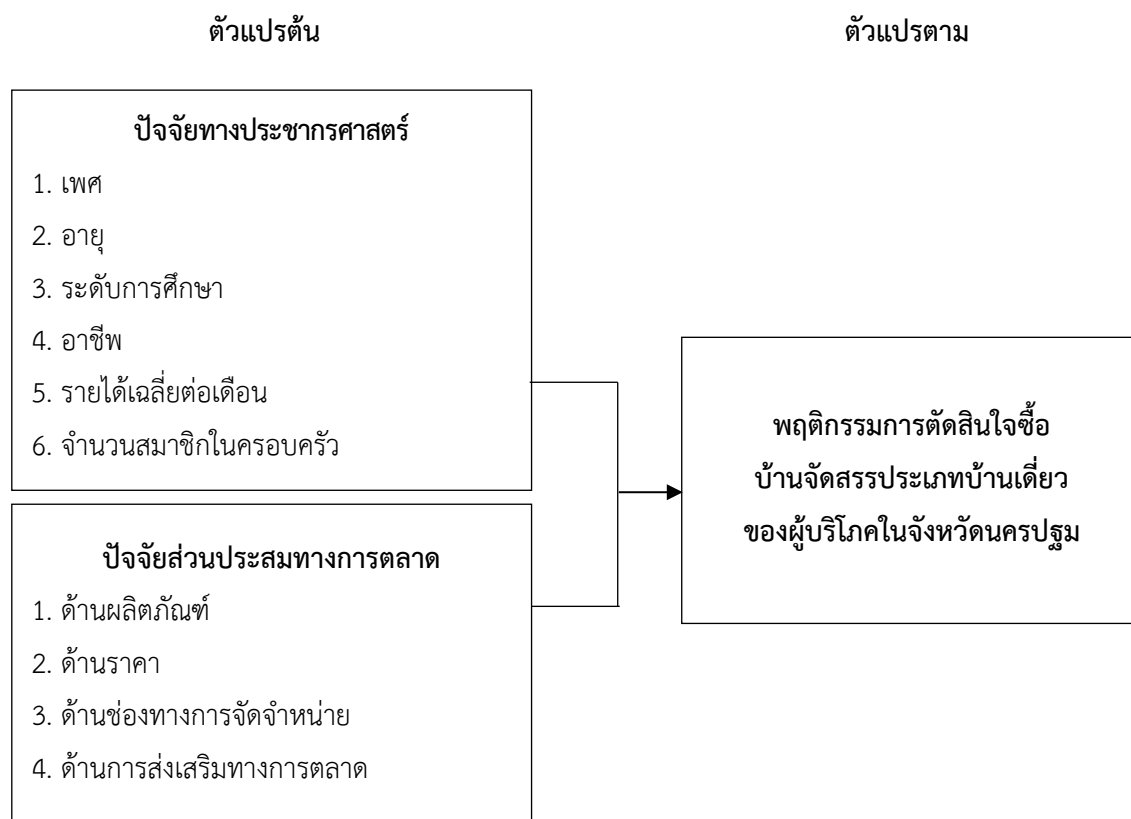 ตัวแปรต้น
ตัวแปรตาม
ปัจจัยทางประชากรศาสตร์
1. เพศ
2. อายุ
3. ระดับการศึกษา
4. อาชีพ
5. รายได้เฉลี่ยต่อเดือน
6. จำนวนสมาชิกในครอบครัว
ปัจจัยส่วนประสมทางการตลาด
1. ด้านผลิตภัณฑ์
2. ด้านราคา
3. ด้านช่องทางการจัดจำหน่าย
4. ด้านการส่งเสริมทางการตลาด
พฤติกรรมการตัดสินใจซื้อ
บ้านจัดสรรประเภทบ้านเดี่ยว
ของผู้บริโภคในจังหวัดนครปฐม